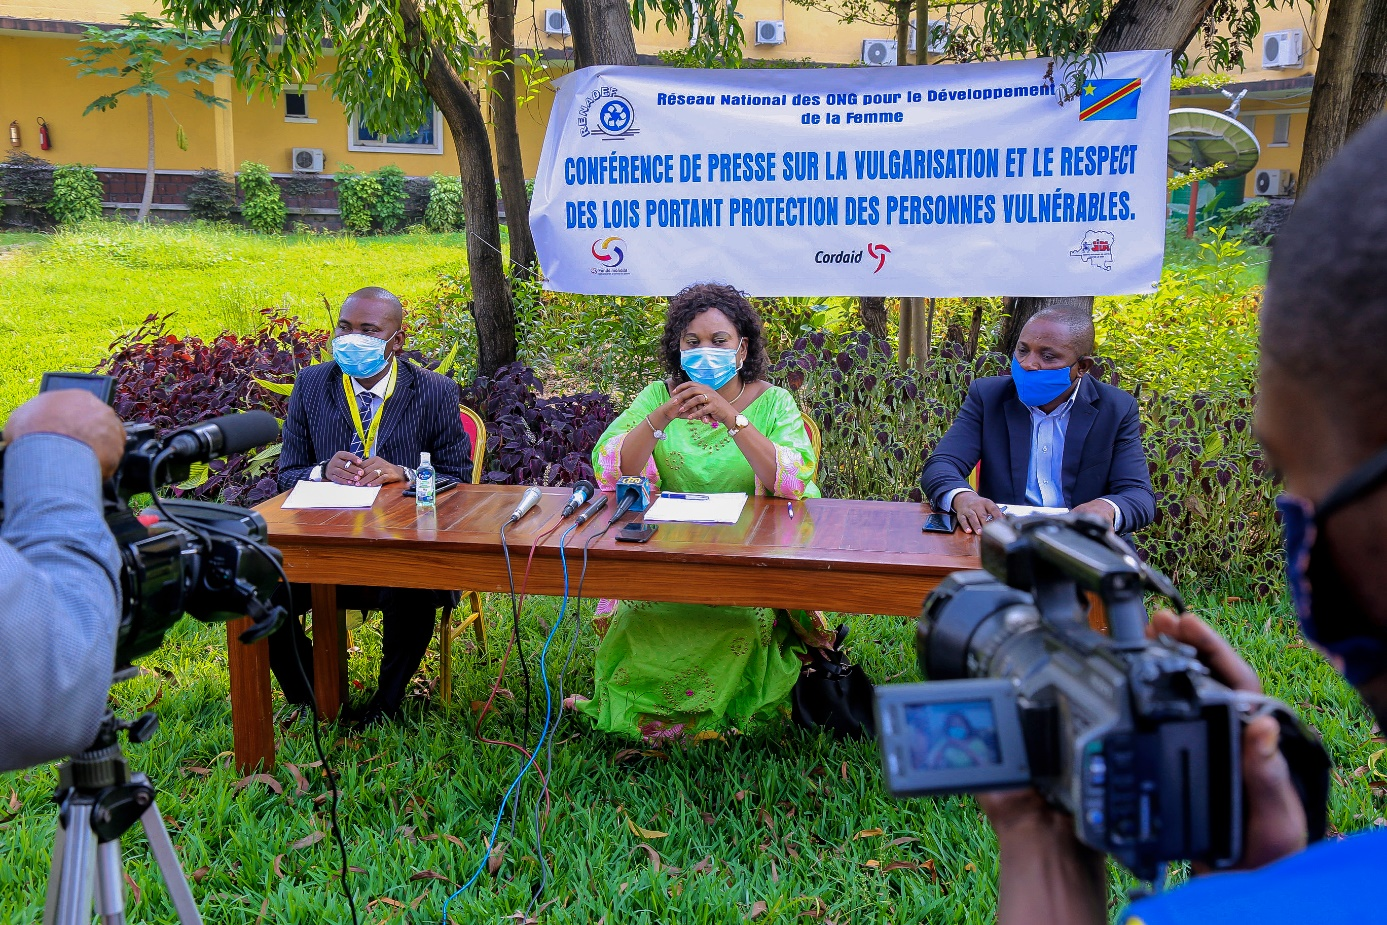 RENADEF
Réseau National des ONG pour le Développement
de la Femme
CONFÉRENCE DE PRESSE SUR LA VULGARISATION ET LE RESPECT
DES LOIS PORTANT PROTECTION DES PERSONNES VULNÉRABLES.
Cordaid